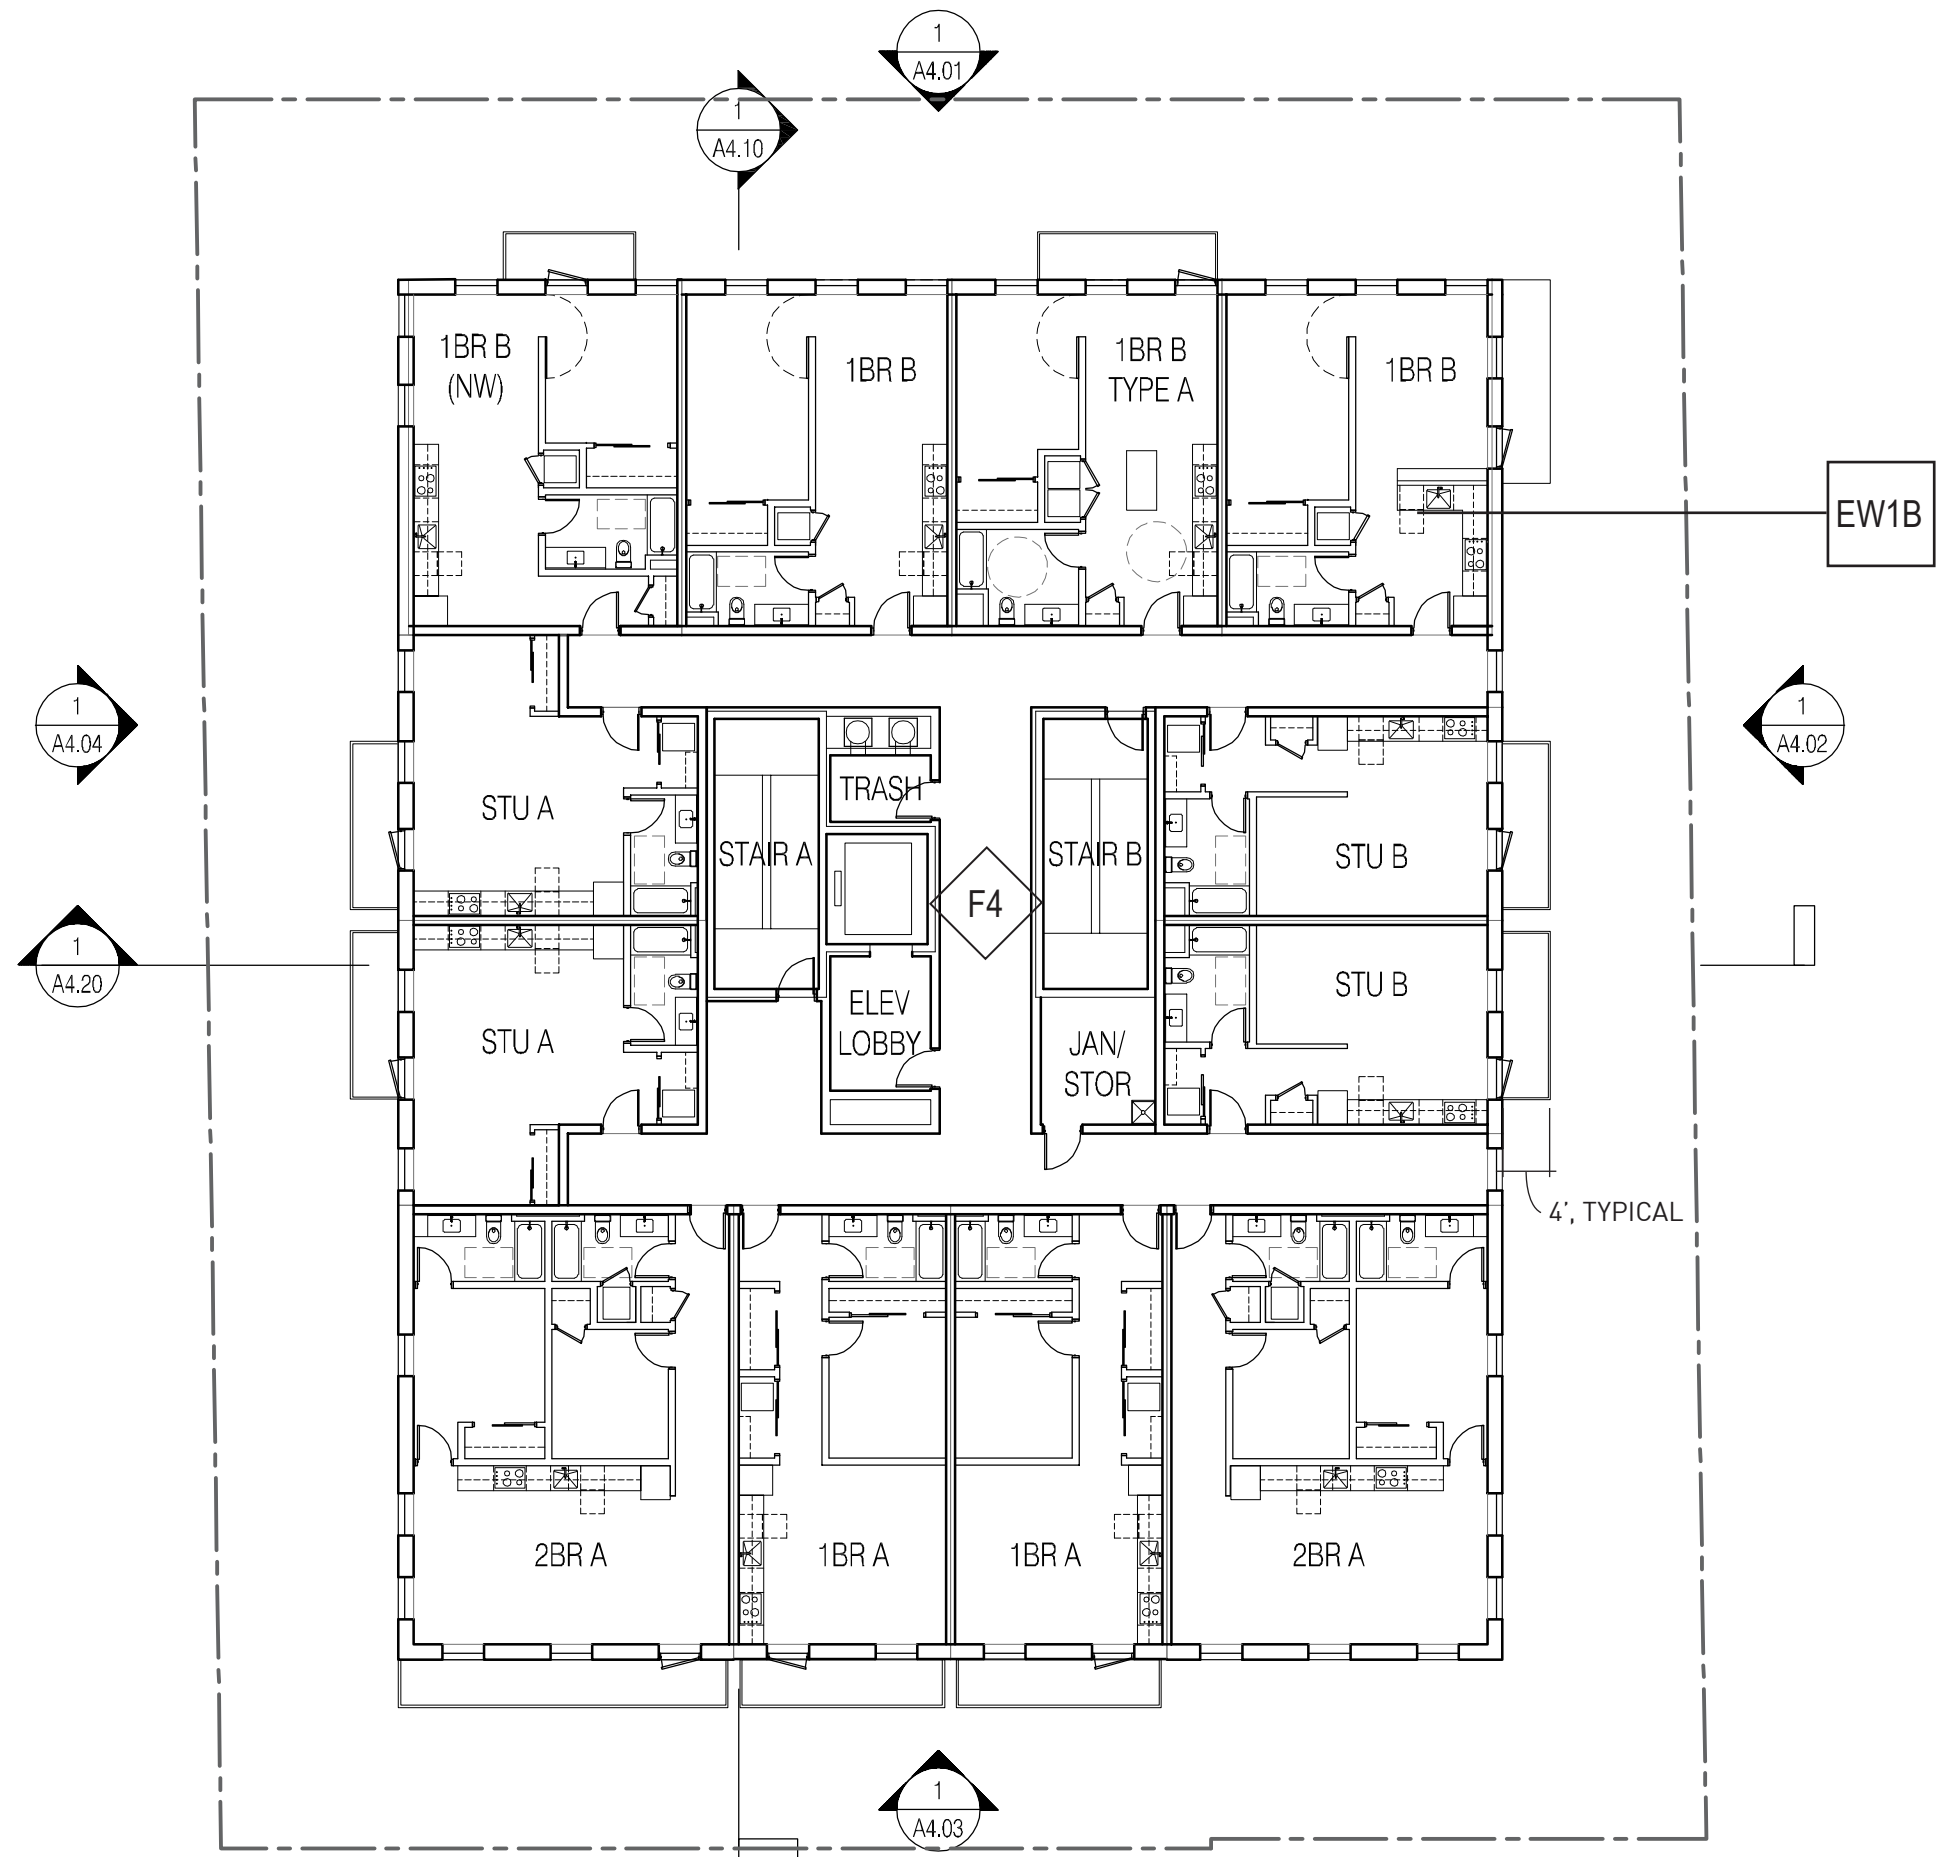 1
A4.01
1
A4.10
1BR B
(NW)
1BR B
1BR B
TYPE A
1BR B
EW1B
1
A4.04
1
A4.02
TRASH
STU A
STAIR A
STAIR B
STU B
F4
1
A4.20
STU A
ELEV
LOBBY
JAN/
STOR
STU B
4', TYPICAL
2BR A
1BR A
1BR A
2BR A
1
A4.03